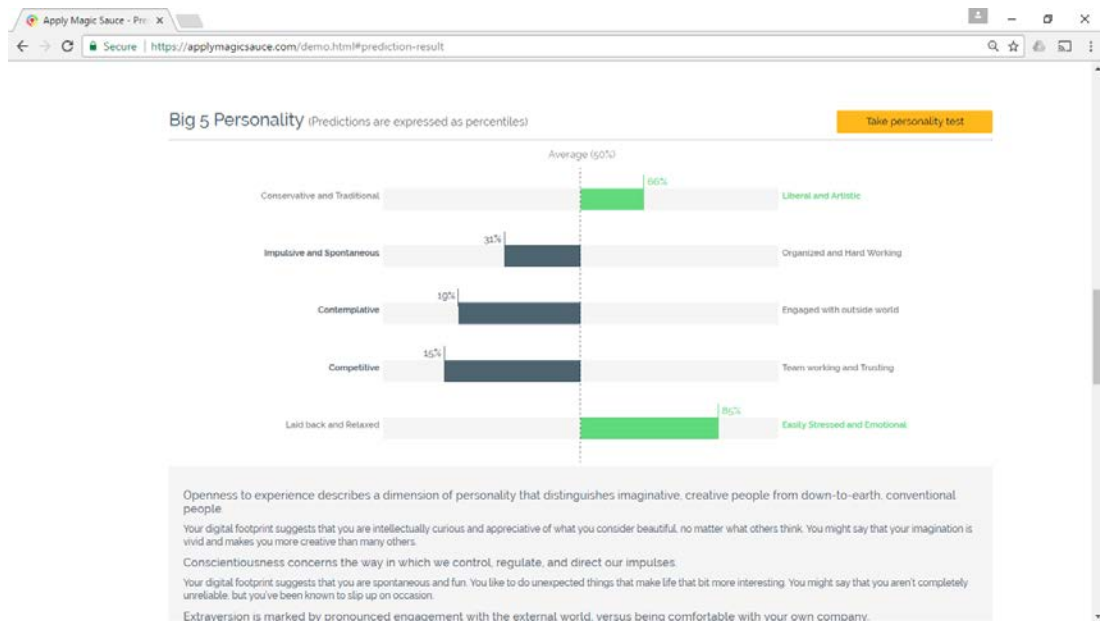 Apply Magic Sauce - Pre
Secure | https://applymagicsauce.com/demo.html#prediction-result
Big 5 Personality (Predictions are expressed as percentiles)
Take personality test
Average (50%)
66%
Conservative and Traditional
Liberal and Artistic
31%
Impulsive and Spontaneous
Organized and Hard Working
19%
Contemplative
Engaged with outside world
15%
Competitive
Team working and Trusting
85%
Laid back and Relaxed
Easily Stressed and Emotional
Openness to experience describes a dimension of personality that distinguishes imaginative, creative people from down-to-earth, conventional
people.
Your digital footprint suggests that you are intellectually curious and appreciative of what you consider beautiful, no matter what others think. You might say that your imagination is
vivid and makes you more creative than many others.
Conscientiousness concerns the way in which we control, regulate, and direct our impulses.
Your digital footprint suggests that you are spontaneous and fun. You like to do unexpected things that make life that bit more interesting. You might say that you aren't completely
unreliable, but you've been known to slip up on occasion.
Extraversion is marked by pronounced engagement with the external world, versus being comfortable with your own company.